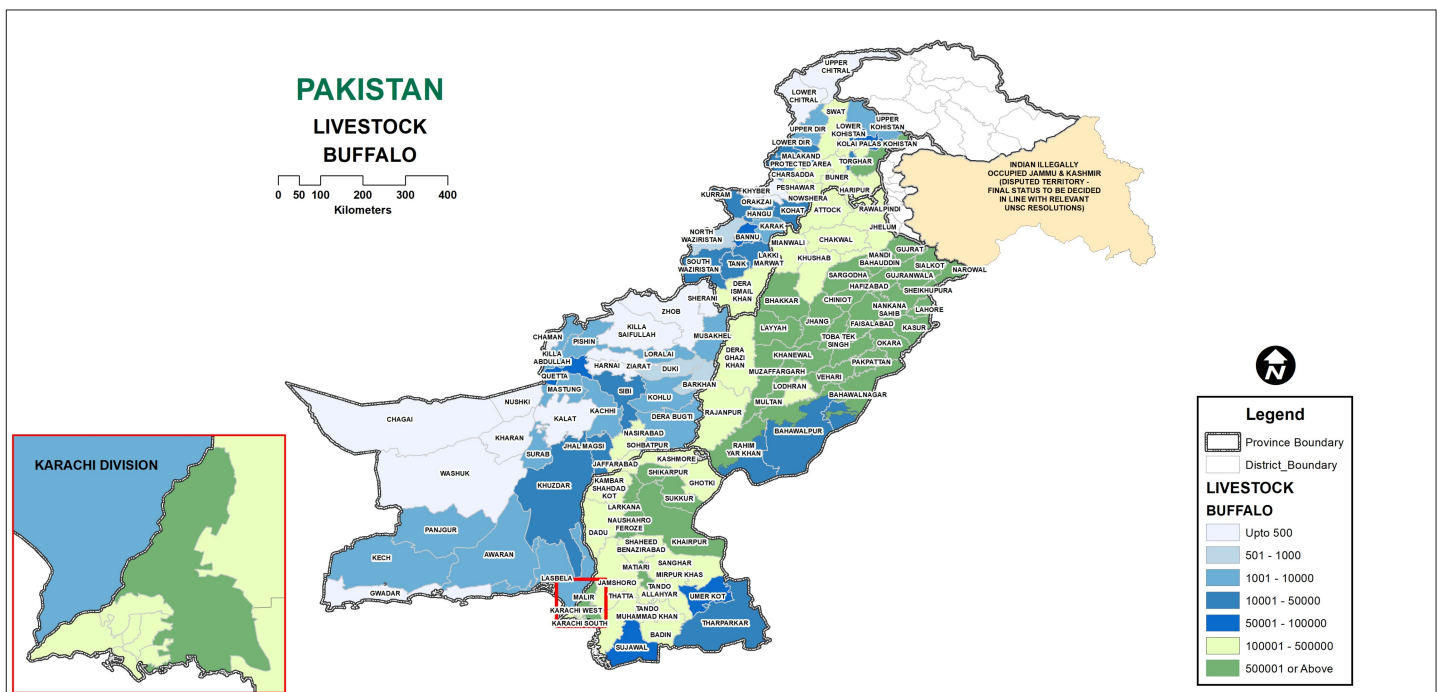 PAKISTAN
LIVESTOCK
BUFFALO
0 50 100 200 300 400
Kilometers
UPPER
CHITRAL
LOWER
CHITRAL
SWAT
UPPER DIR
LOWER
KOHISTAN
UPPER
KOHISTAN
LOWER DIR
KOLAI PALAS KOHISTAN
MALAKAND
PROTECTED AREA
TORGHAR
CHARSADDA
BUNER
PESHAWAR
HARIPUR
KHYBER
NOWSHERA
KURRAM
ORAKZAI
HANGU
KOHAT
ATTOCK
RAWALPINDI
KARAK
JHELUM
NORTH
WAZIRISTAN
BANNU
MIANWALI
CHAKWAL
LAKKI
MARWAT
KHUSHAB
SOUTH
WAZIRISTAN
TANK
MANDI
BAHAUDDIN
GUJRAT
SIALKOT
NAROWAL
SARGODHA
GUJRANWALA
HAFIZABAD
SHEIKHUPURA
DERA
ISMAIL
KHAN
SHERANI
BHAKKAR
CHINIOT
NANKANA
SAHIB
LAHORE
ZHOB
LAYYAH
JHANG
FAISALABAD
KASUR
KILLA
SAIFULLAH
MUSAKHEL
TOBA TEK
SINGH
OKARA
CHAMAN
PISHIN
LORALAI
DERA
GHAZI
KHAN
KHANEWAL
PAKPATTAN
KILLA
ABDULLAH
HARNAI
ZIARAT
DUKI
MUZAFFARGARH
VEHARI
QUETTA
BARKHAN
LODHRAN
MASTUNG
SIBI
KOHLU
MULTAN
BAHAWALNAGAR
NUSHKI
KACHHI
RAJANPUR
CHAGAI
KALAT
DERA BUGTI
BAHAWALPUR
KHARAN
NASIRABAD
SOHBATPUR
RAHIM
YAR KHAN
SURAB
JHAL MAGSI
KASHMORE
WASHUK
JAFFARABAD
SHIKARPUR
KHUZDAR
KAMBAR
SHAHDAD
KOT
GHOTKI
SUKKUR
LARKANA
NAUSHAHRO
FEROZE
PANJGUR
DADU
KHAIRPUR
SHAHEED
BENAZIRABAD
KECH
AWARAN
MATIARI
SANGHAR
LASBELA
MIRPUR KHAS
JAMSHORO
TANDO
ALLAHYAR
GWADAR
MALIR
THATTA
UMER KOT
KARACHI WEST
TANDO
MUHAMMAD KHAN
KARACHI SOUTH
THARPARKAR
BADIN
SUJAWAL
INDIAN ILLEGALLY
OCCUPIED JAMMU & KASHMIR
(DISPUTED TERRITORY -
FINAL STATUS TO BE DECIDED
IN LINE WITH RELEVANT
UNSC RESOLUTIONS)
KARACHI DIVISION
N
Legend
Province Boundary
District_Boundary
LIVESTOCK
BUFFALO
Upto 500
501 - 1000
1001 - 10000
10001 - 50000
50001 - 100000
100001 - 500000
500001 or Above